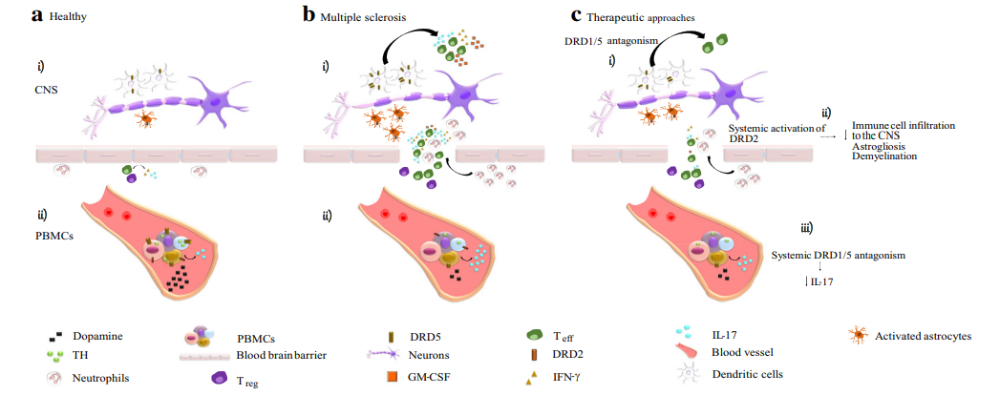 a Healthy
b Multiple sclerosis
c Therapeutic approaches
i)
CNS
ii)
PBMCs
i)
ii)
DRD1/5 antagonism
i)
ii)
Systemic activation of
DRD2
→ ↓ Immune cell infiltration
to the CNS
Astrogliosis
Demyelination
iii)
Systemic DRD1/5 antagonism
↓
↓ IL-17
Dopamine
TH
Neutrophils
PBMCs
Blood brain barrier
T reg
DRD5
Neurons
GM-CSF
T eff
DRD2
IFN-γ
IL-17
Blood vessel
Dendritic cells
Activated astrocytes